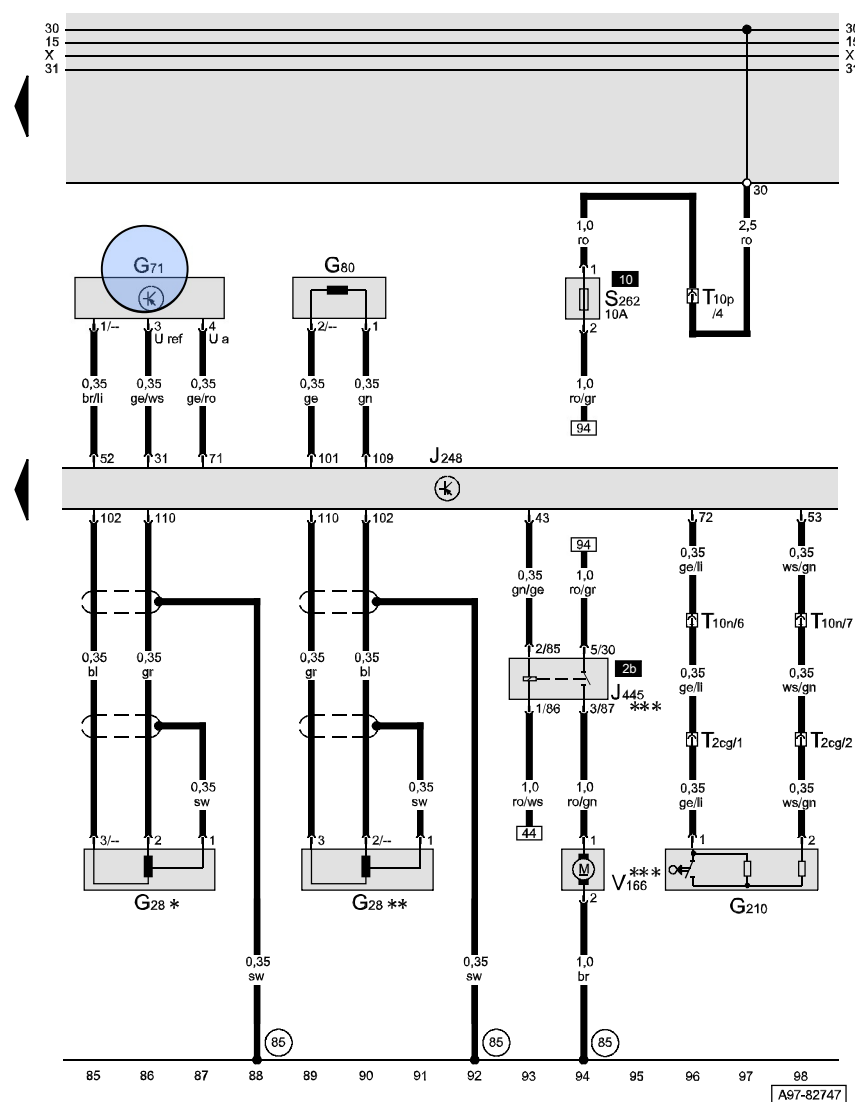 30 30
15 15
X X
31 31
30
1,0 2,5
ro ro
G71 G80 1 10
S262 T10p
10A /4
1/-- 3 4 2/-- 1 2
U ref U a
0,35 0,35 0,35 0,35 0,35 1,0
br/li ge/ws ge/ro ge gn ro/gr
94
52 31 71 101 109 J248
102 110 110 102 43 72 53
94
0,35 0,35
ge/li ws/gn
0,35 1,0
gn/ge ro/gr
T10n/6 T10n/7
2/85 5/30
0,35 0,35 0,35 0,35 2b 0,35 0,35
bl gr gr bl ge/li ws/gn
J445 ***
1/86 3/87
T2cg/1 T2cg/2
0,35 0,35 1,0 1,0 0,35 0,35
sw sw ro/ws ro/gn ge/li ws/gn
44
3/-- 2 1 3 2/-- 1 1 1 2
M
V166 ***
2
G28 * G28 ** G210
0,35 0,35 1,0
sw sw br
85 85 85
85 86 87 88 89 90 91 92 93 94 95 96 97 98
A97-82747